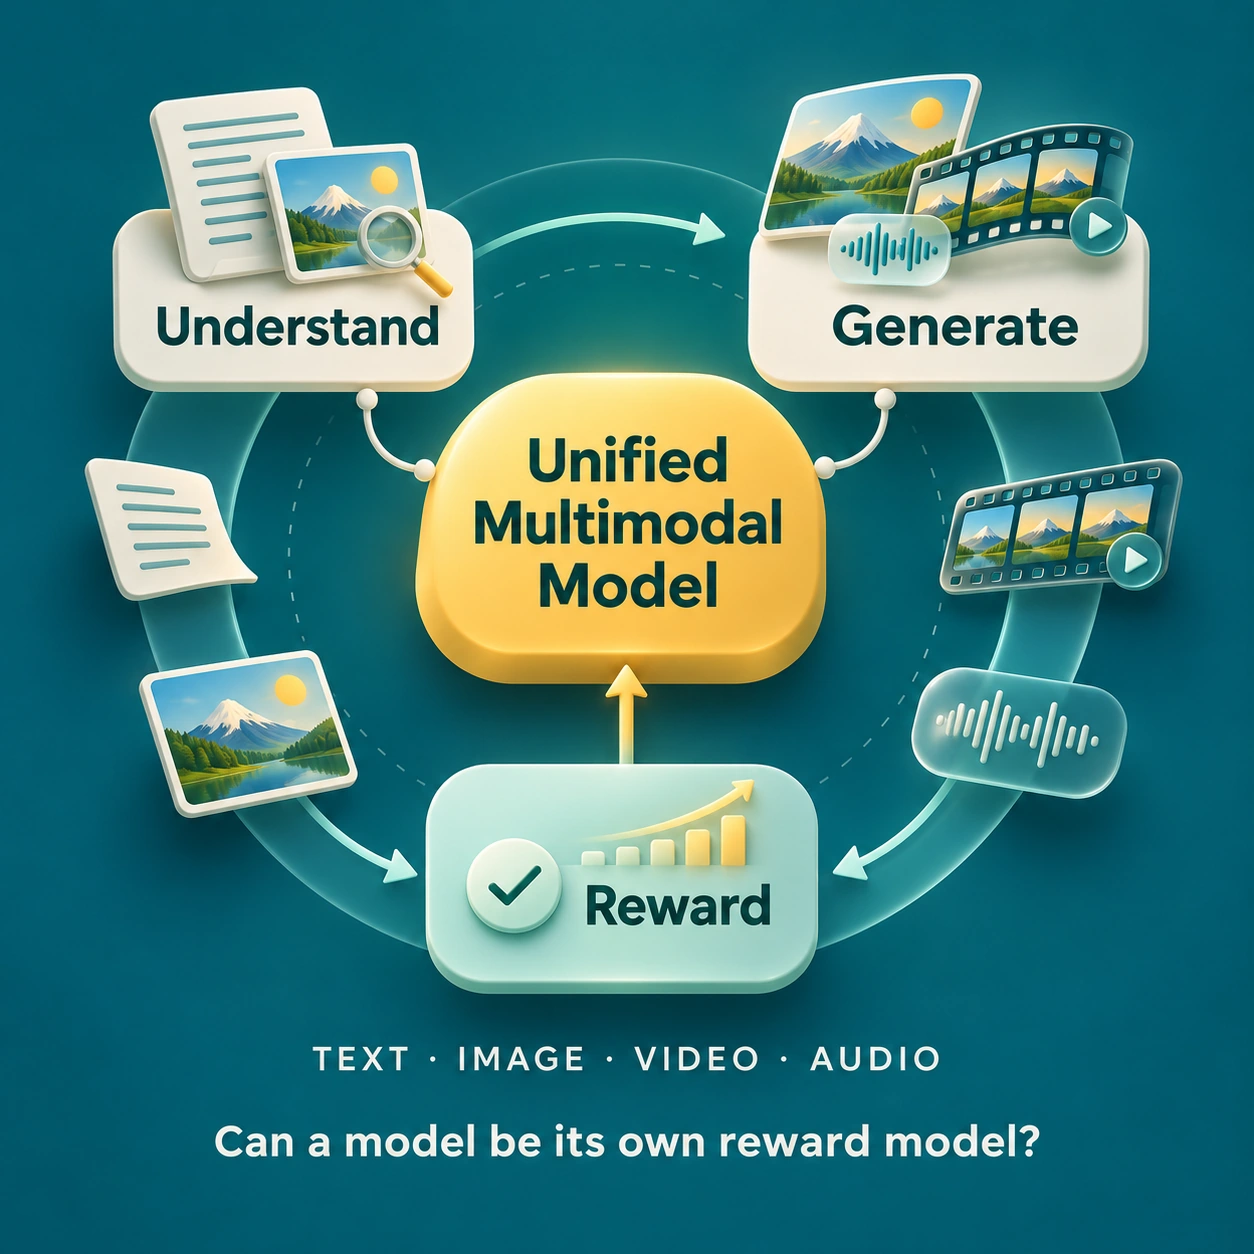 Understand
Generate
Unified
Multimodal
Model
Reward
TEXT · IMAGE · VIDEO · AUDIO
Can a model be its own reward model?